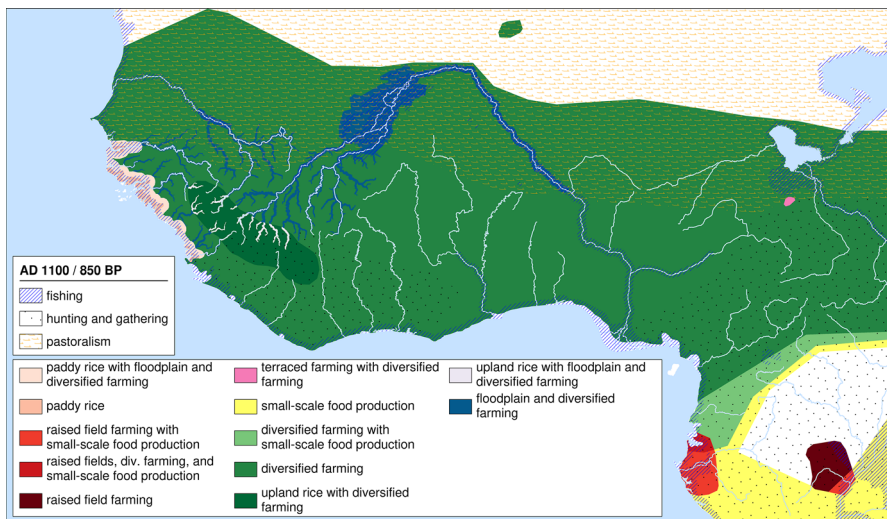 AD 1100 / 850 BP
fishing
hunting and gathering
pastoralism
paddy rice with floodplain and
diversified farming
paddy rice
raised field farming with
small-scale food production
raised fields, div. farming, and
small-scale food production
raised field farming
terraced farming with diversified
farming
small-scale food production
diversified farming with
small-scale food production
diversified farming
upland rice with diversified
farming
upland rice with floodplain and
diversified farming
floodplain and diversified
farming